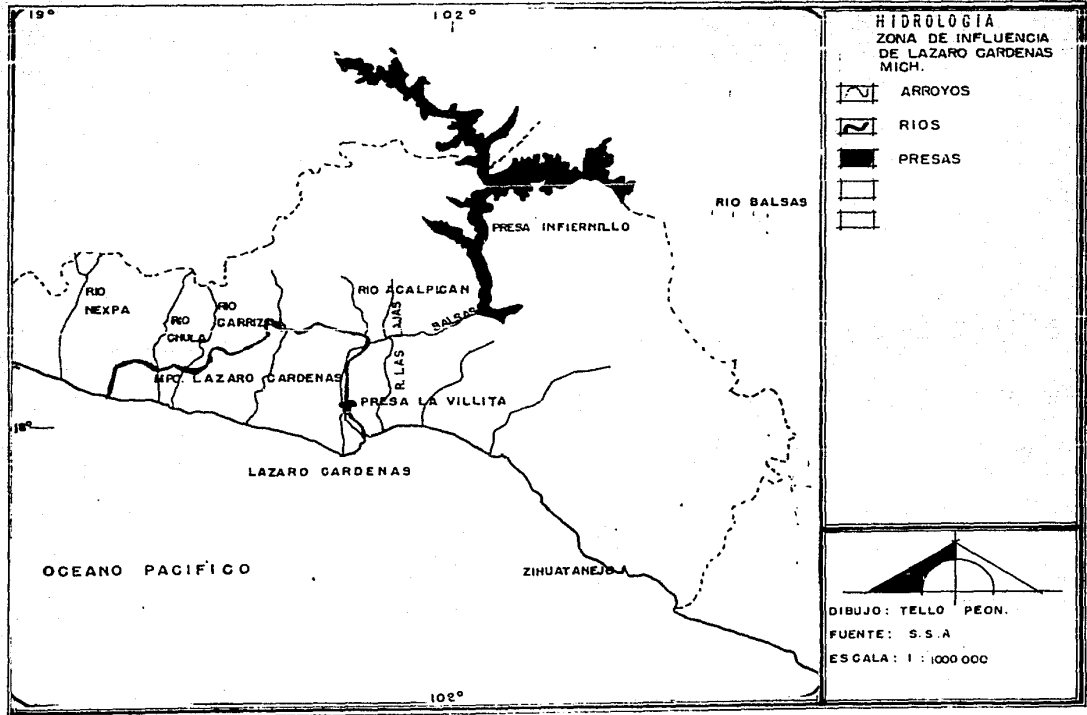 19°
102°
HIDROLOGIA
ZONA DE INFLUENCIA
DE LAZARO CARDENAS
MICH.
ARROYOS
RIOS
PRESAS
RIO BALSAS
PRESA INFIERNILLO
RIO
NEXPA
RIO
CHULA
RIO
CARRIZO
RIO ACALPICAN
R. LAS LAJAS
BALSAS
MPO. LAZARO CARDENAS
PRESA LA VILLITA
18°
LAZARO CARDENAS
OCEANO PACIFICO
ZIHUATANEJO
102°
DIBUJO: TELLO PEON.
FUENTE: S.S.A
ESCALA: 1 : 1000 000